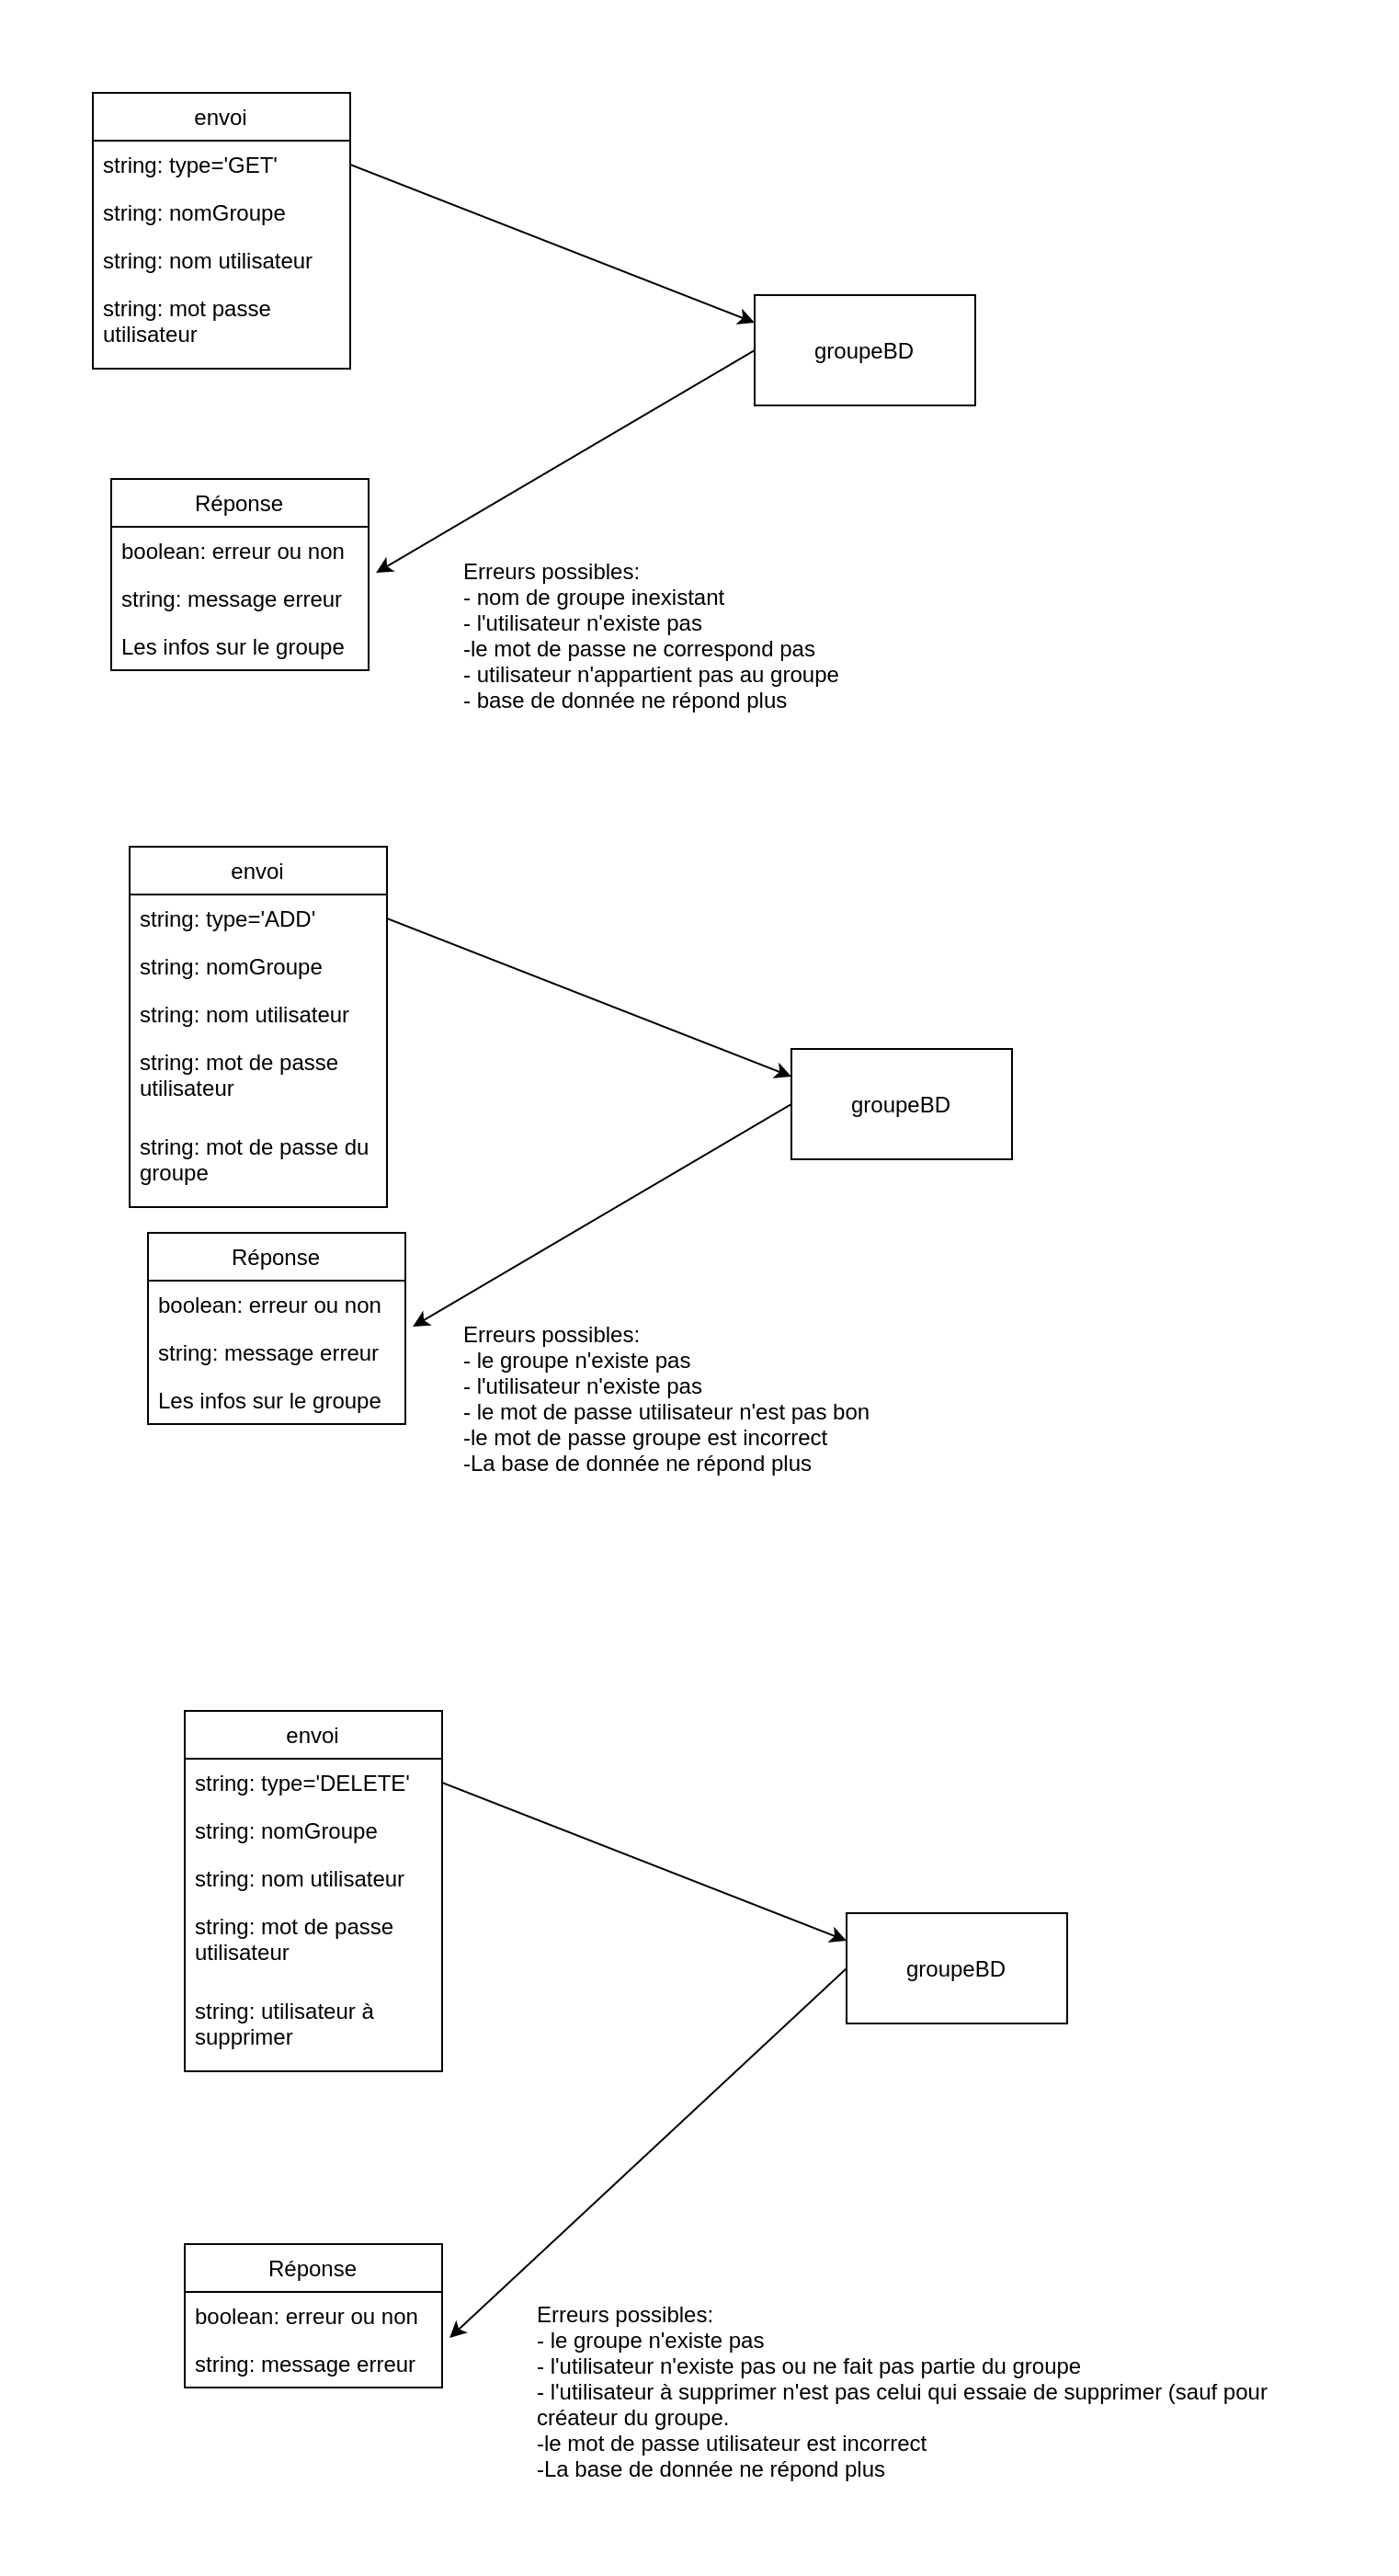 envoi
string: type='GET'
string: nomGroupe
string: nom utilisateur
string: mot passe
utilisateur
groupeBD
Réponse
boolean: erreur ou non
string: message erreur
Les infos sur le groupe
Erreurs possibles:
- nom de groupe inexistant
- l'utilisateur n'existe pas
-le mot de passe ne correspond pas
- utilisateur n'appartient pas au groupe
- base de donnée ne répond plus
envoi
string: type='ADD'
string: nomGroupe
string: nom utilisateur
string: mot de passe
utilisateur
string: mot de passe du
groupe
groupeBD
Réponse
boolean: erreur ou non
string: message erreur
Les infos sur le groupe
Erreurs possibles:
- le groupe n'existe pas
- l'utilisateur n'existe pas
- le mot de passe utilisateur n'est pas bon
-le mot de passe groupe est incorrect
-La base de donnée ne répond plus
envoi
string: type='DELETE'
string: nomGroupe
string: nom utilisateur
string: mot de passe
utilisateur
string: utilisateur à
supprimer
groupeBD
Réponse
boolean: erreur ou non
string: message erreur
Erreurs possibles:
- le groupe n'existe pas
- l'utilisateur n'existe pas ou ne fait pas partie du groupe
- l'utilisateur à supprimer n'est pas celui qui essaie de supprimer (sauf pour
créateur du groupe.
-le mot de passe utilisateur est incorrect
-La base de donnée ne répond plus